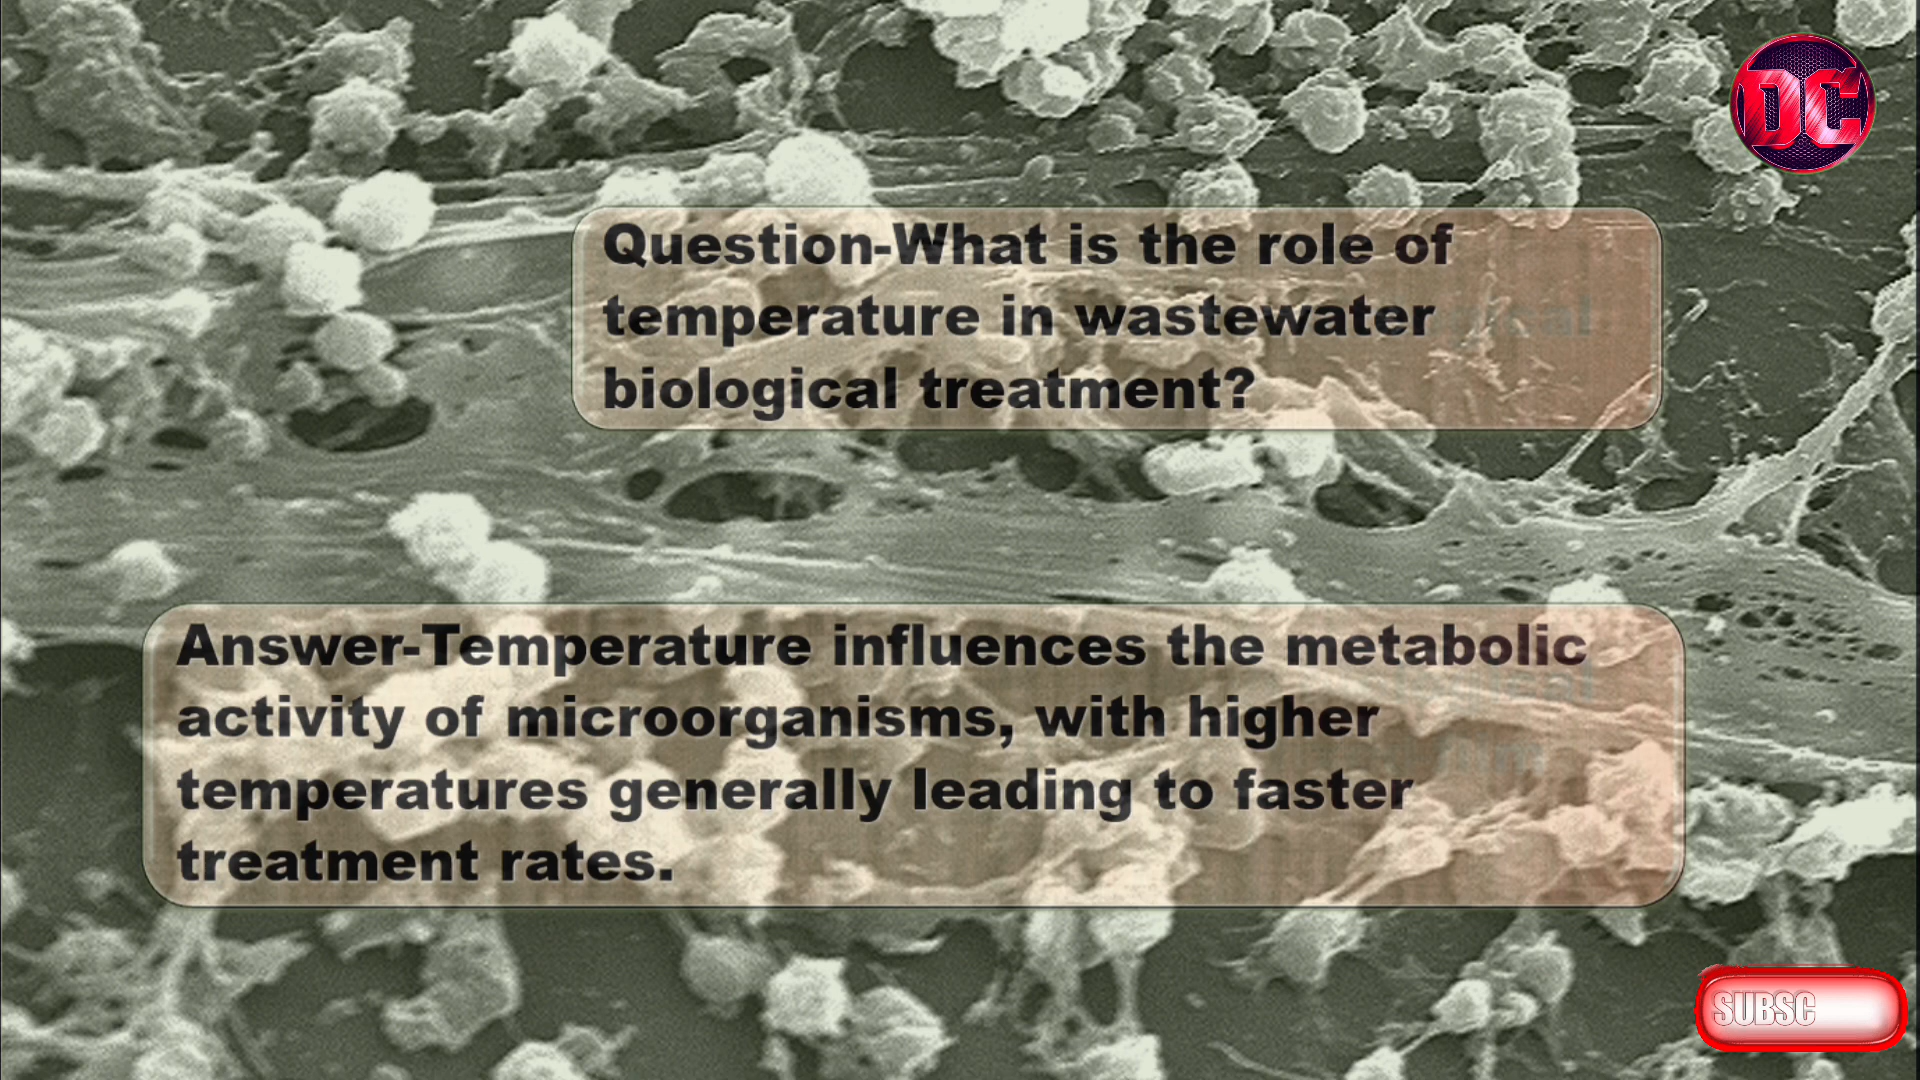 DC
Question-What is the role of
temperature in wastewater
biological treatment?
Answer-Temperature influences the metabolic
activity of microorganisms, with higher
temperatures generally leading to faster
treatment rates.
SUBSC